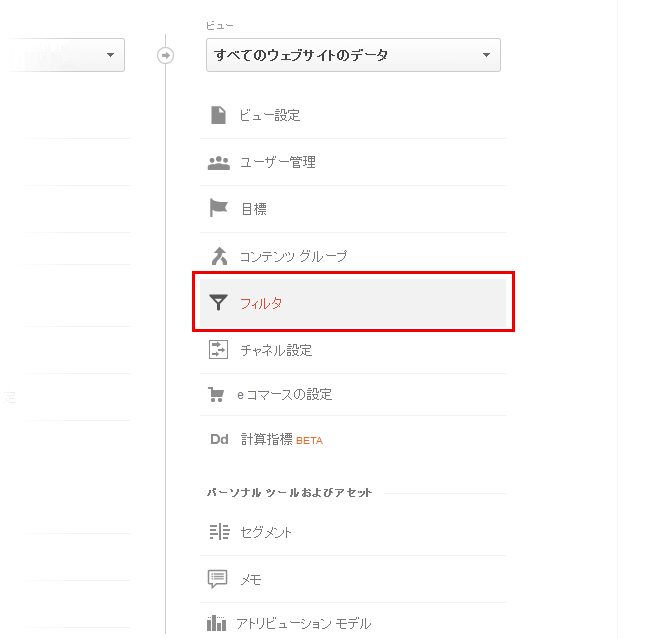 ビュー
すべてのウェブサイトのデータ
ビュー設定
ユーザー管理
目標
コンテンツ グループ
フィルタ
チャネル設定
e コマースの設定
Dd 計算指標 BETA
パーソナル ツールおよびアセット
セグメント
メモ
アトリビューション モデル